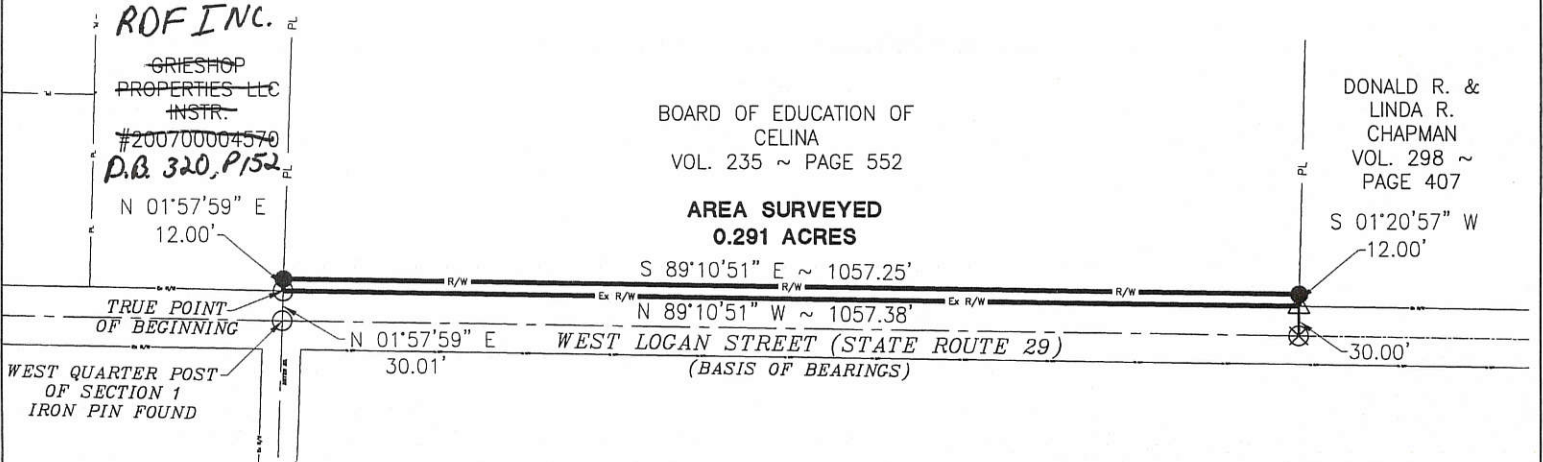 RDF INC.
GRIESHOP
PROPERTIES LLC
INSTR.
#200700004570
D.B. 320, P152
N 01°57'59" E
12.00'
BOARD OF EDUCATION OF
CELINA
VOL. 235 ~ PAGE 552
AREA SURVEYED
0.291 ACRES
DONALD R. &
LINDA R.
CHAPMAN
VOL. 298 ~
PAGE 407
S 01°20'57" W
12.00'
PL
PL
PL
S 89°10'51" E ~ 1057.25'
R/W
R/W
R/W
Ex R/W
Ex R/W
N 89°10'51" W ~ 1057.38'
TRUE POINT
OF BEGINNING
N 01°57'59" E
30.01'
WEST LOGAN STREET (STATE ROUTE 29)
(BASIS OF BEARINGS)
30.00'
WEST QUARTER POST
OF SECTION 1
IRON PIN FOUND